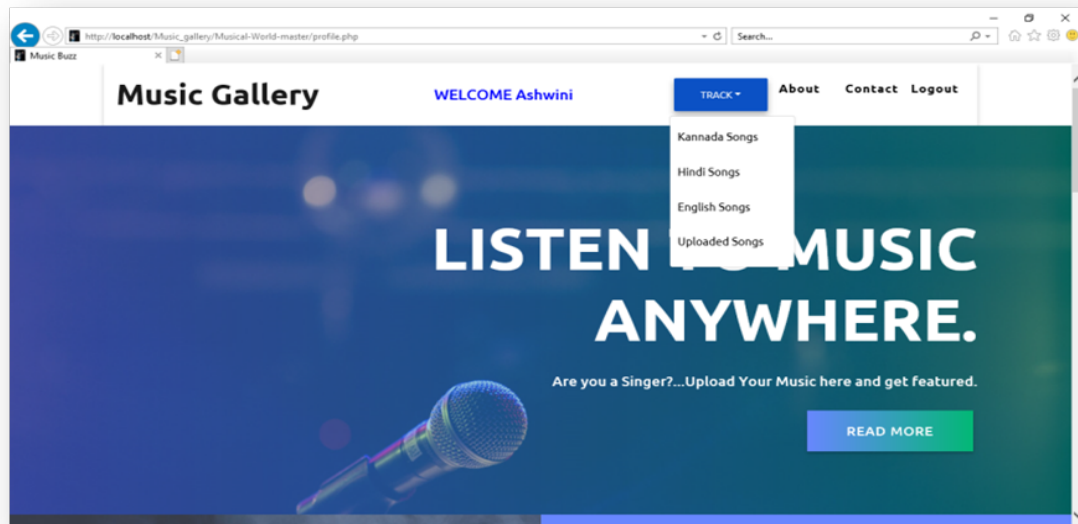 http://localhost/Music_gallery/Musical-World-master/profile.php
Search...
Music Buzz
Music Gallery
WELCOME Ashwini
TRACK
About
Contact
Logout
Kannada Songs
Hindi Songs
English Songs
Uploaded Songs
LISTEN TO MUSIC
ANYWHERE.
Are you a Singer?...Upload Your Music here and get featured.
READ MORE